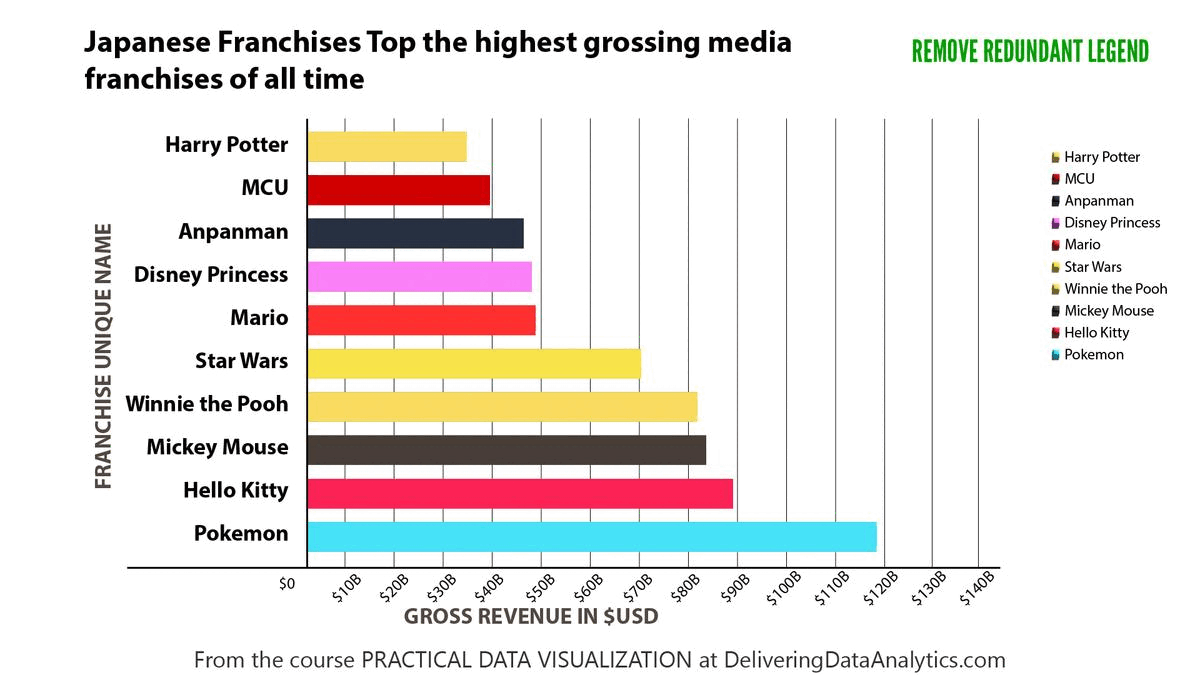 Japanese Franchises Top the highest grossing media
franchises of all time
REMOVE REDUNDANT LEGEND
FRANCHISE UNIQUE NAME
Harry Potter
MCU
Anpanman
Disney Princess
Mario
Star Wars
Winnie the Pooh
Mickey Mouse
Hello Kitty
Pokemon
Harry Potter
MCU
Anpanman
Disney Princess
Mario
Star Wars
Winnie the Pooh
Mickey Mouse
Hello Kitty
Pokemon
$0 $10B $20B $30B $40B $50B $60B $70B $80B $90B $100B $110B $120B $130B $140B
GROSS REVENUE IN $USD
From the course PRACTICAL DATA VISUALIZATION at DeliveringDataAnalytics.com